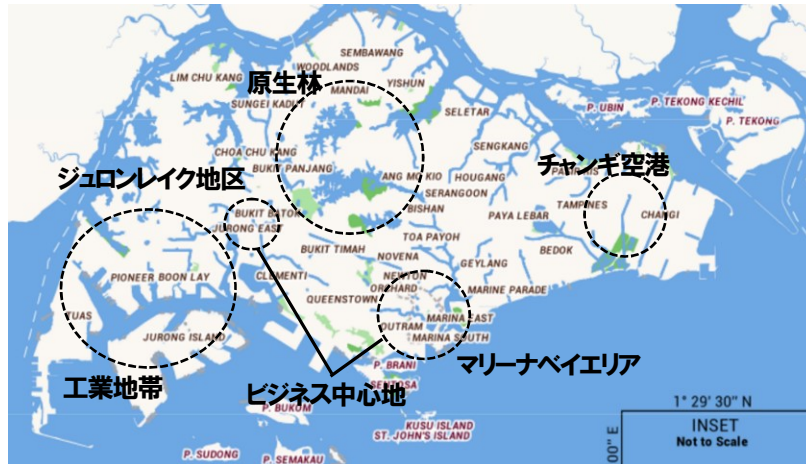 SEMBAWANG
WOODLANDS
LIM CHU KANG
原生林
YISHUN
MANDAI
SUNGEI KADUT
SELETAR
P. UBIN
P. TEKONG KECHIL
P. TEKONG
SENGKANG
CHOA CHU KANG
BUKIT PANJANG
ANG MO KIO
HOUGANG
チャンギ空港
ジュロンレイク地区
SERANGOON
TAMPINES
BISHAN
PAYA LEBAR
CHANGI
BUKIT BATOK
JURONG EAST
TOA PAYOH
BUKIT TIMAH
BEDOK
NOVENA
GEYLANG
PIONEER
BOON LAY
CLEMENTI
NEWTON
ORCHARD
MARINE PARADE
QUEENSTOWN
TUAS
OUTRAM
MARINA EAST
JURONG ISLAND
MARINA SOUTH
P. BRANI
マリーナベイエリア
工業地帯
SENTOSA
ビジネス中心地
P. BUKOM
KUSU ISLAND
ST. JOHN'S ISLAND
P. SUDONG
P. SEMAKAU
1° 29' 30" N
INSET
Not to Scale
00" E